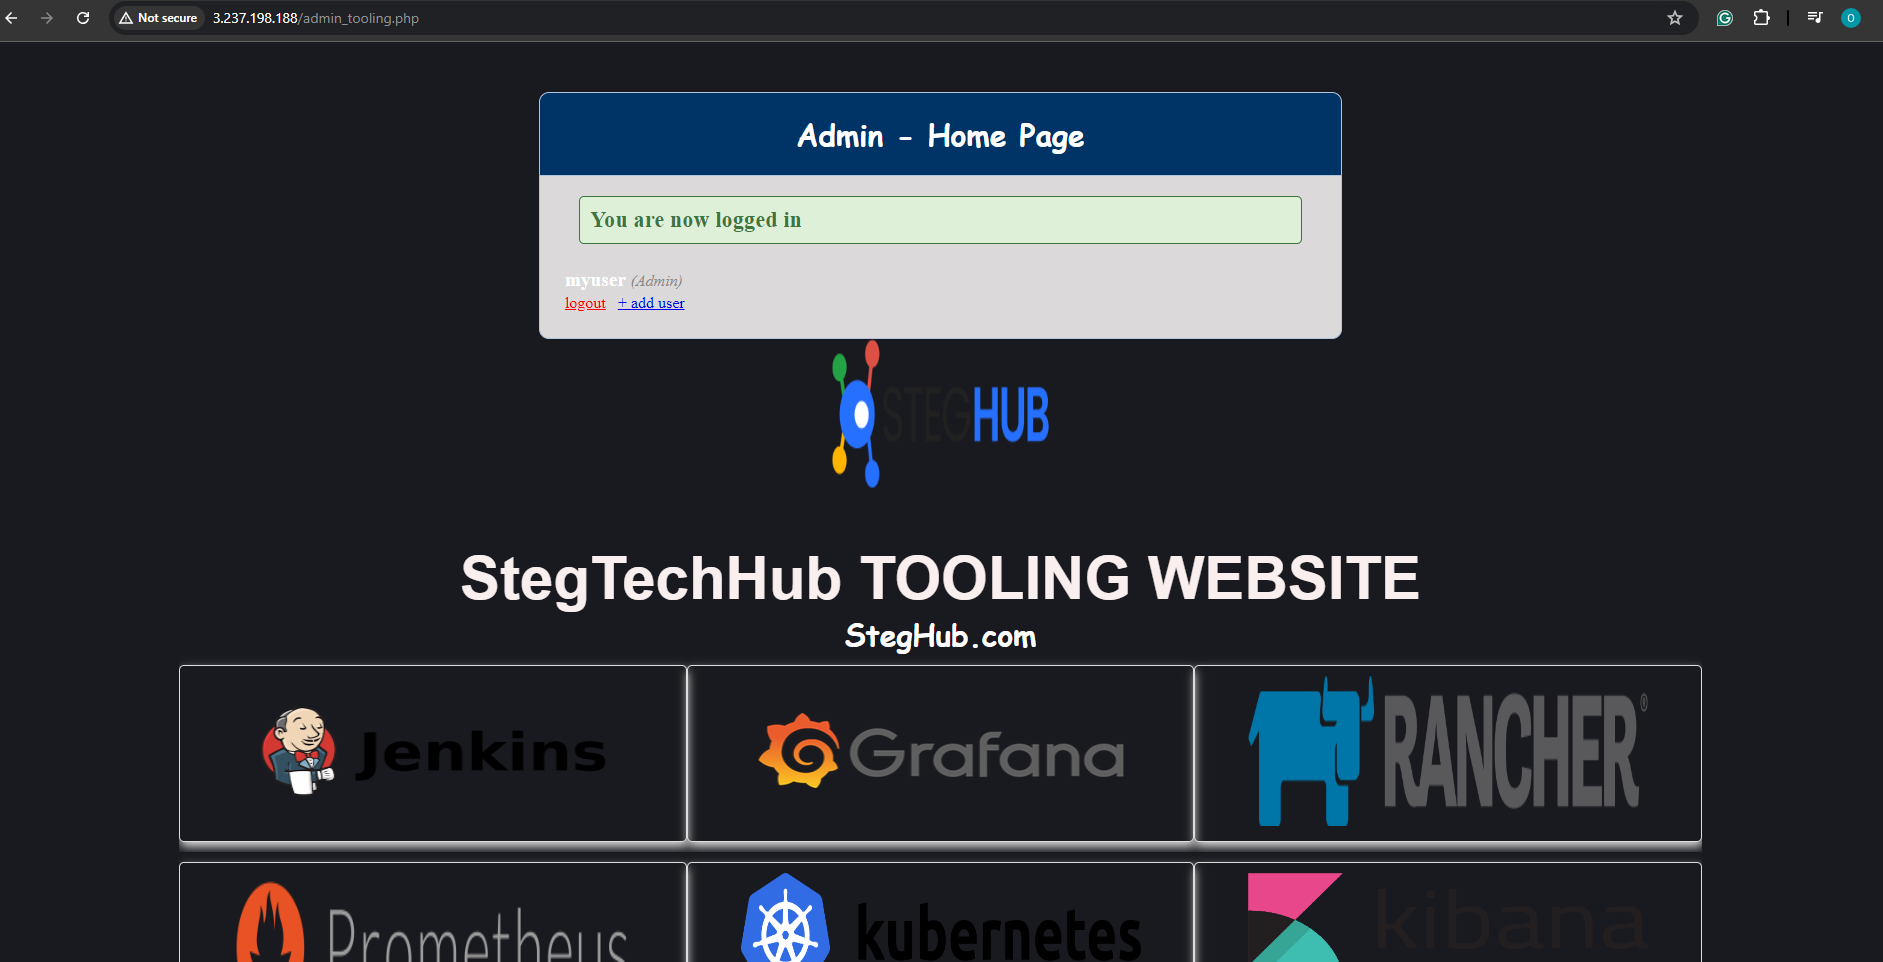 Not secure 3.237.198.188/admin_tooling.php
O
Admin - Home Page
You are now logged in
myuser (Admin)
logout + add user
STEGHUB
StegTechHub TOOLING WEBSITE
StegHub.com
Jenkins
Grafana
RANCHER®
Prometheus
kubernetes
kibana